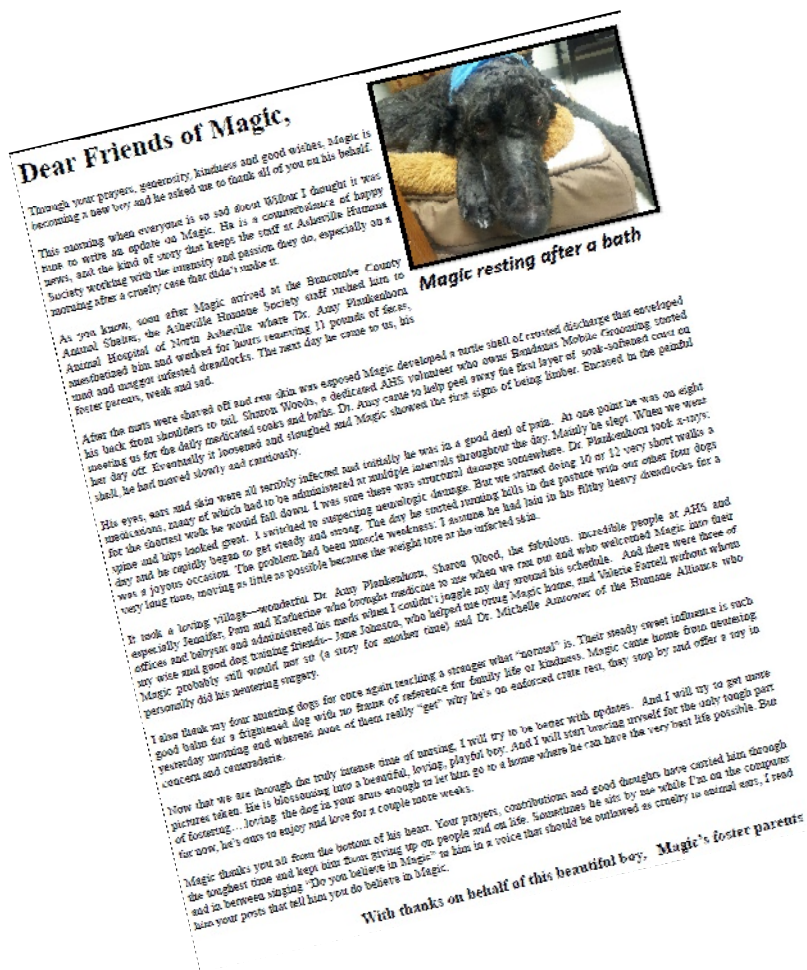 Dear Friends of Magic,
Through your prayers, generosity, kindness and good wishes, Magic is
becoming a new boy and he asked me to thank all of you on his behalf.
This morning when everyone is so sad about Wilbur I thought it was
time to write an update on Magic. He is a counterbalance of happy
news, and the kind of story that keeps the staff at Asheville Humane
Society working with the intensity and passion they do, especially on a
morning after a cruelty case that didn't make it.
Magic resting after a bath
As you know, soon after Magic arrived at the Buncombe County
Animal Shelter, the Asheville Humane Society staff rushed him to
Animal Hospital of North Asheville where Dr. Amy Plankenhorn
anesthetized him and worked for hours removing 11 pounds of feces,
mud and maggot infested dreadlocks. The next day he came to us, his
foster parents, weak and sad.
After the mats were shaved off and raw skin was exposed Magic developed a turtle shell of crusted discharge that enveloped
his back from shoulders to tail. Sharon Woods, a dedicated AHS volunteer who owns Bandanas Mobile Grooming started
meeting us for the daily medicated soaks and baths. Dr. Amy came to help peel away the first layer of soak-softened crust on
her day off. Eventually it loosened and sloughed and Magic showed the first signs of being limber. Encased in the painful
shell, he had moved slowly and cautiously.
His eyes, ears and skin were all terribly infected and initially he was in a good deal of pain. At one point he was on eight
medications, many of which had to be administered at multiple intervals throughout the day. Mainly he slept. When we went
for the shortest walk he would fall down. I was sure there was structural damage somewhere. Dr. Plankenhorn took x-rays;
spine and hips looked great. I switched to suspecting neurologic damage. But we started doing 10 or 12 very short walks a
day and he rapidly began to get steady and strong. The day he started running hills in the pasture with our other four dogs
was a joyous occasion. The problem had been muscle weakness: I assume he had lain in his filthy heavy dreadlocks for a
very long time, moving as little as possible because the weight tore at the infected skin.
It took a loving village—wonderful Dr. Amy Plankenhorn, Sharon Wood, the fabulous, incredible people at AHS and
especially Jennifer, Pam and Katherine who brought medicine to me when we ran out and who welcomed Magic into their
offices and babysat and administered his meds when I couldn't joggle my day around his schedule. And there were three of
my wise and good dog training friends-- Jane Johnson, who helped me Magic home, and Valerie Farrell without whom
Magic probably still would not sit (a story for another time) and Dr. Michelle of the Humane Alliance who
personally did his neutering surgery.
I also thank my four amazing dogs for once again teaching a stranger what "normal" is. Their steady sweet influence is such
good balm for a frightened dog with no frame of reference for family life or kindness. Magic came home from neutering
yesterday morning and whereas none of them really "get" why he's on enforced crate rest, they stop by and offer a toy in
concern and camaraderie.
Now that we are through the truly intense time of nursing, I will try to be better with updates. And I will try to get more
pictures taken. He is blossoming into a beautiful, loving, playful boy. And I will start bracing myself for the ugly tough part
of fostering…loving the dog in your arms enough to let him go to a home where he can have the very best life possible. But
for now, he's ours to enjoy and love for a couple more weeks.
Magic thanks you all from the bottom of his heart. Your prayers, contributions and good thoughts have carried him through
the toughest time and kept him from giving up on people and on life. Sometimes he sits by me while I'm on the computer
and in between singing "Do you believe in Magic" to him in a voice that should be outlawed as cruelty to animal ears, I read
him your posts that tell him you do believe in Magic.
With thanks on behalf of this beautiful boy, Magic's foster parents